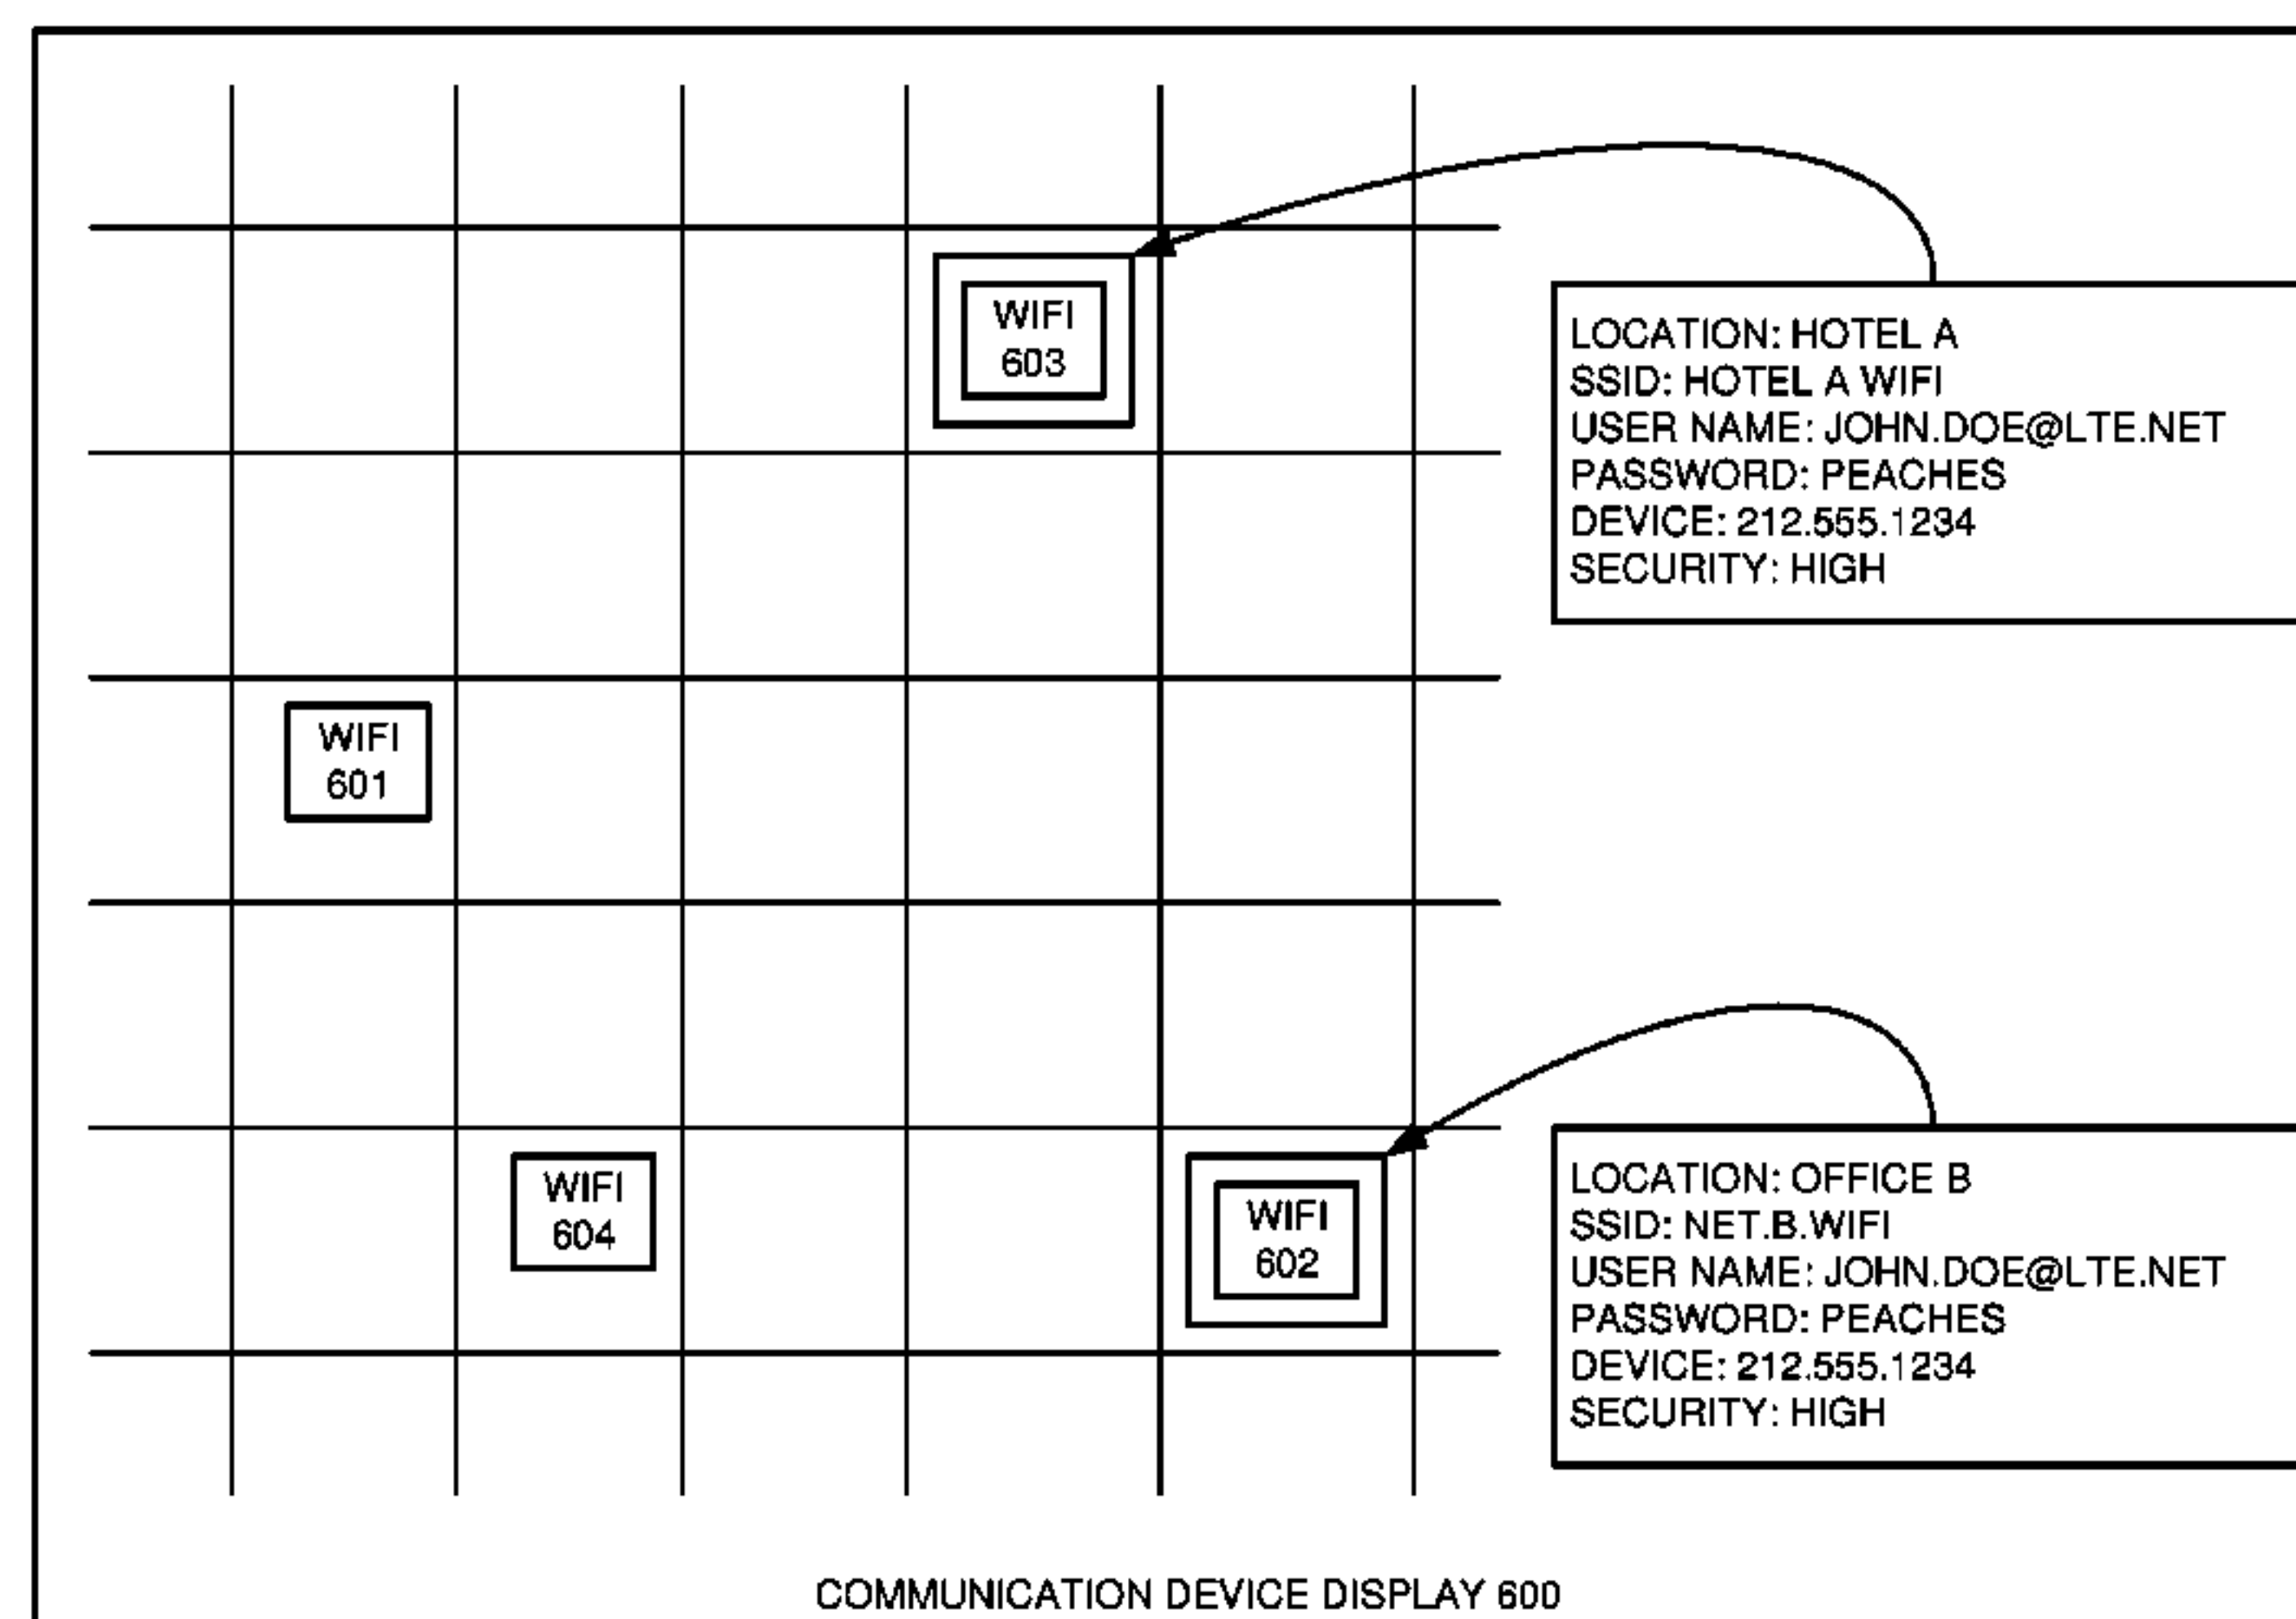 WIFI
603
LOCATION: HOTEL A
SSID: HOTEL A WIFI
USER NAME: JOHN.DOE@LTE.NET
PASSWORD: PEACHES
DEVICE: 212.555.1234
SECURITY: HIGH
WIFI
601
WIFI
604
WIFI
602
LOCATION: OFFICE B
SSID: NET.B.WIFI
USER NAME: JOHN.DOE@LTE.NET
PASSWORD: PEACHES
DEVICE: 212.555.1234
SECURITY: HIGH
COMMUNICATION DEVICE DISPLAY 600